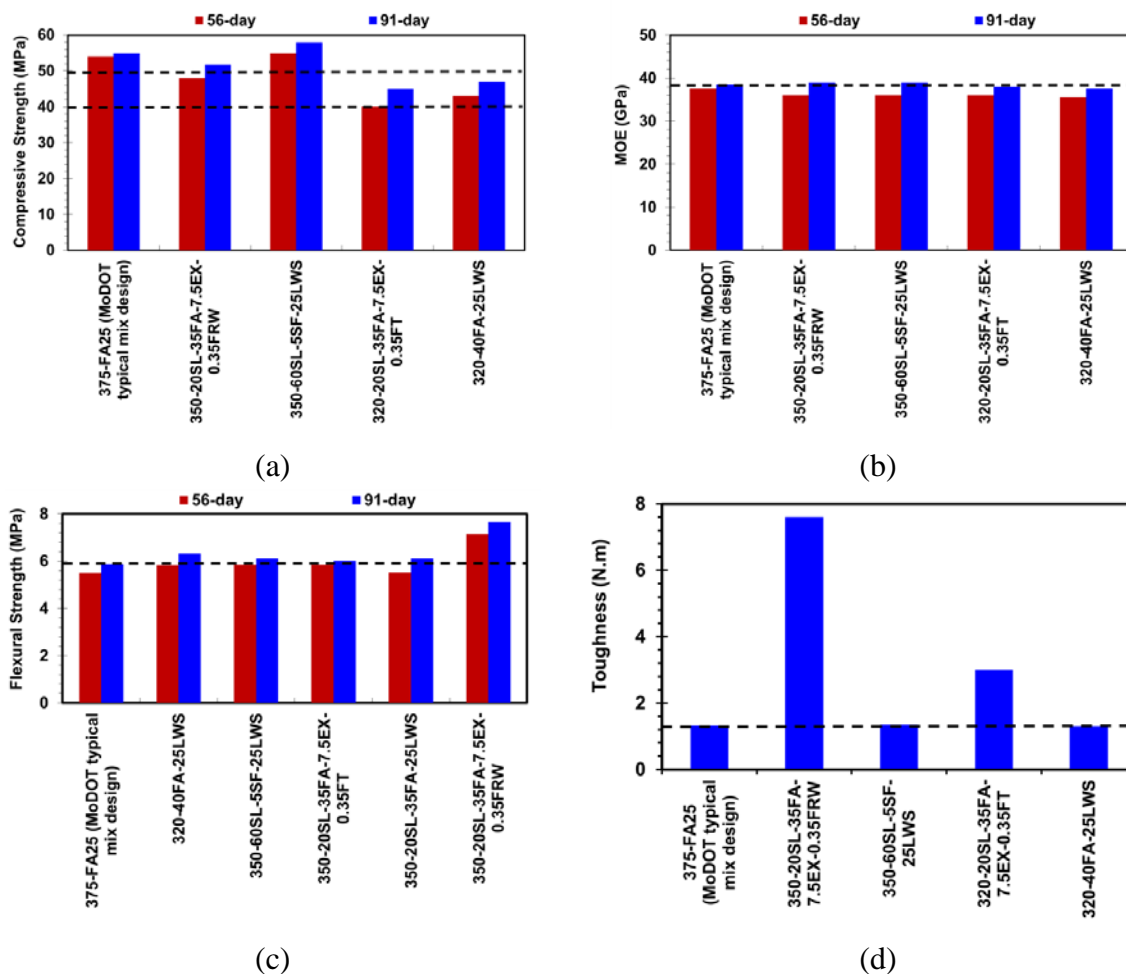 56-day 91-day
Compressive Strength (MPa)
60
50
40
30
20
10
0
375-FA25 (MoDOT
typical mix design)
350-20SL-35FA-7.5EX-
0.35FRW
350-60SL-5SF-25LWS
320-20SL-35FA-7.5EX-
0.35FT
320-40FA-25LWS
(a)
56-day 91-day
MOE (GPa)
50
40
30
20
10
0
375-FA25 (MoDOT
typical mix design)
350-20SL-35FA-7.5EX-
0.35FRW
350-60SL-5SF-25LWS
320-20SL-35FA-7.5EX-
0.35FT
320-40FA-25LWS
(b)
56-day 91-day
Flexural Strength (MPa)
8
6
4
2
0
375-FA25 (MoDOT typical
mix design)
320-40FA-25LWS
350-60SL-5SF-25LWS
350-20SL-35FA-7.5EX-
0.35FT
350-20SL-35FA-25LWS
350-20SL-35FA-7.5EX-
0.35FRW
(c)
Toughness (N.m)
8
6
4
2
0
375-FA25
(MoDOT typical
mix design)
350-20SL-35FA-
7.5EX-0.35FRW
350-60SL-5SF-
25LWS
320-20SL-35FA-
7.5EX-0.35FT
320-40FA-25LWS
(d)